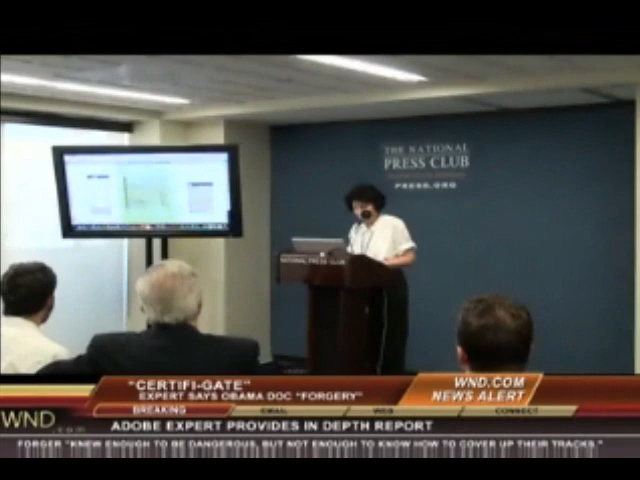 THE NATIONAL
PRESS CLUB
PRESS.ORG
NATIONAL PRESS CLUB
"CERTIFI-GATE"
EXPERT SAYS OBAMA DOC "FORGERY"
WND.COM
NEWS ALERT
BREAKING EMAIL WEB CONNECT
WND
.com
ADOBE EXPERT PROVIDES IN DEPTH REPORT
FORGER "KNEW ENOUGH TO BE DANGEROUS, BUT NOT ENOUGH TO KNOW HOW TO COVER UP THEIR TRACKS."